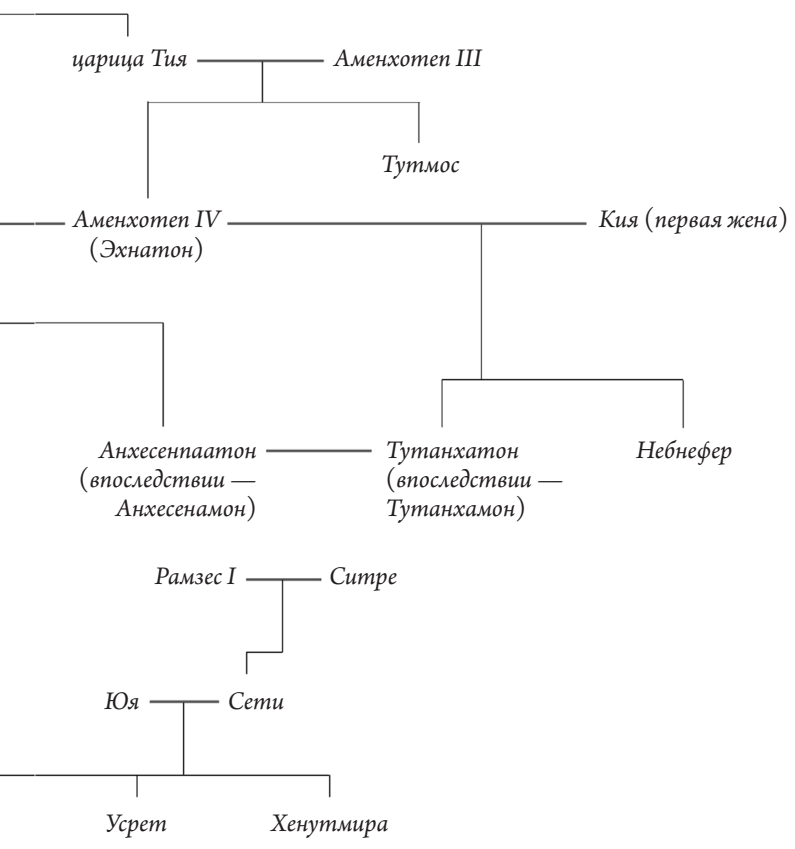 царица Тия Аменхотеп III
Тутмос
Аменхотеп IV Кия (первая жена)
(Эхнатон)
Анхесенпаатон Тутанхатон Небнефер
(впоследствии — (впоследствии —
Анхесенамон) Тутанхамон)
Рамзес I Ситре
Юя Сети
Усрет Хенутмира